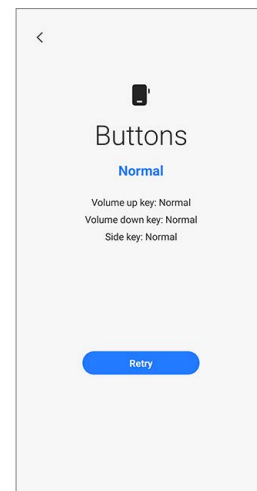 Buttons
Normal
Volume up key: Normal
Volume down key: Normal
Side key: Normal
Retry